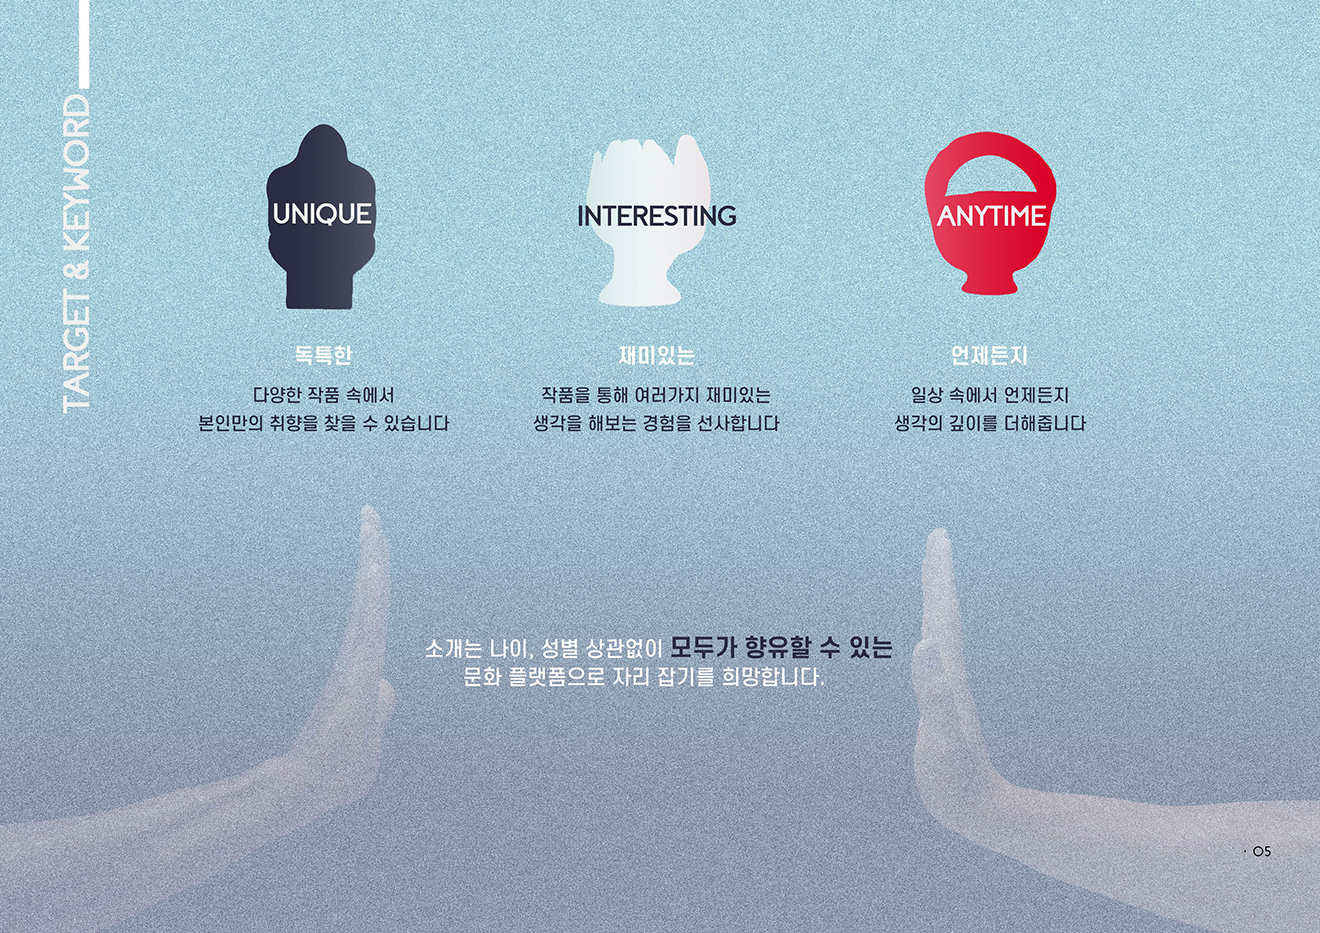 TARGET & KEYWORD
UNIQUE
독특한
다양한 작품 속에서
본인만의 취향을 찾을 수 있습니다
INTERESTING
재미있는
작품을 통해 여러가지 재미있는
생각을 해보는 경험을 선사합니다
ANYTIME
언제든지
일상 속에서 언제든지
생각의 깊이를 더해줍니다
소개는 나이, 성별 상관없이 모두가 향유할 수 있는
문화 플랫폼으로 자리 잡기를 희망합니다.
· 05